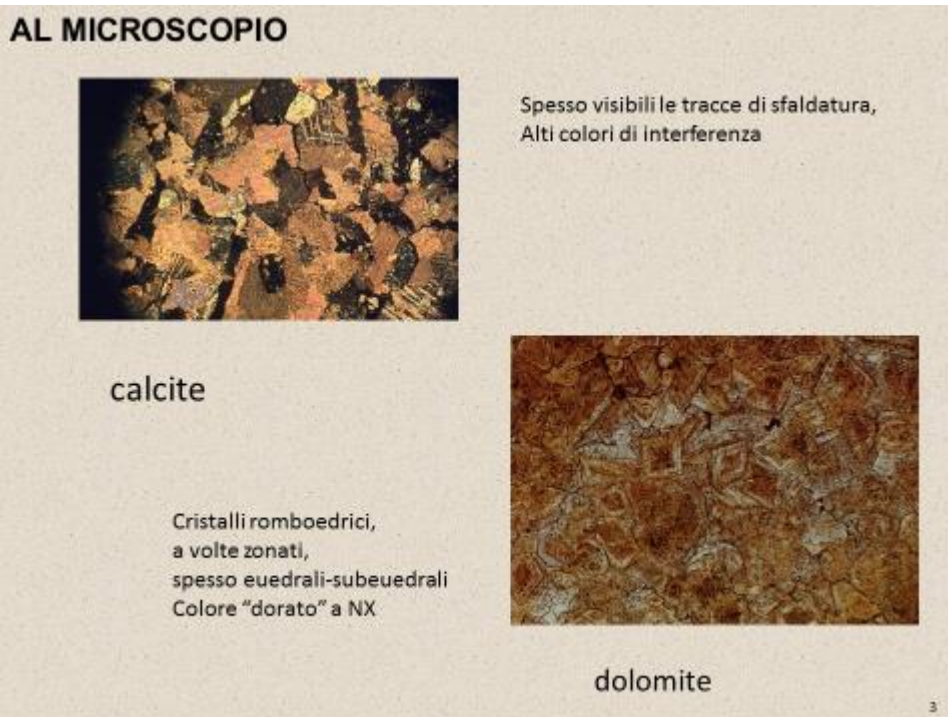 AL MICROSCOPIO
Spesso visibili le tracce di sfaldatura,
Alti colori di interferenza
calcite
Cristalli romboedrici,
a volte zonati,
spesso euedrali-subeuedrali
Colore “dorato” a NX
dolomite
3